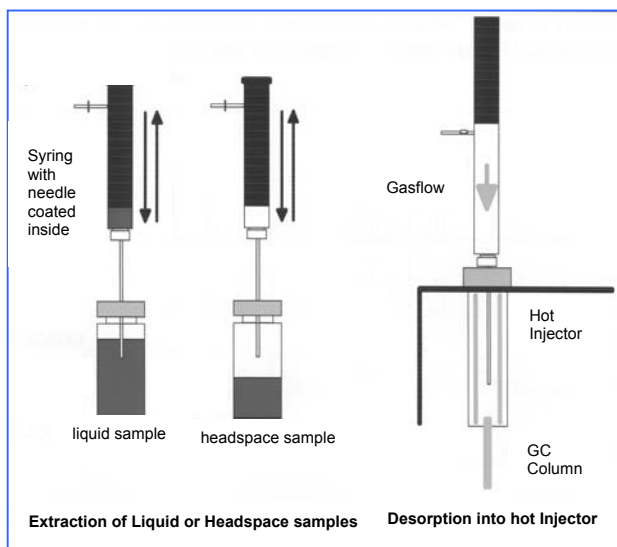 Syring
with
needle
coated
inside
Gasflow
Hot
Injector
liquid sample
headspace sample
GC
Column
Extraction of Liquid or Headspace samples
Desorption into hot Injector